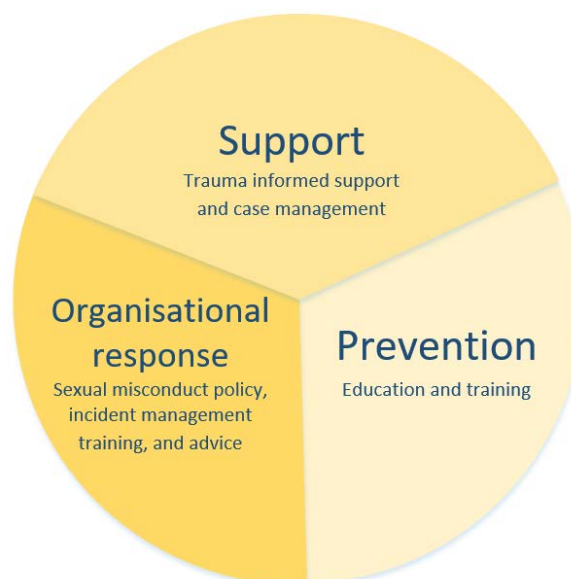 Support
Trauma informed support
and case management
Organisational
response
Sexual misconduct policy,
incident management
training, and advice
Prevention
Education and training